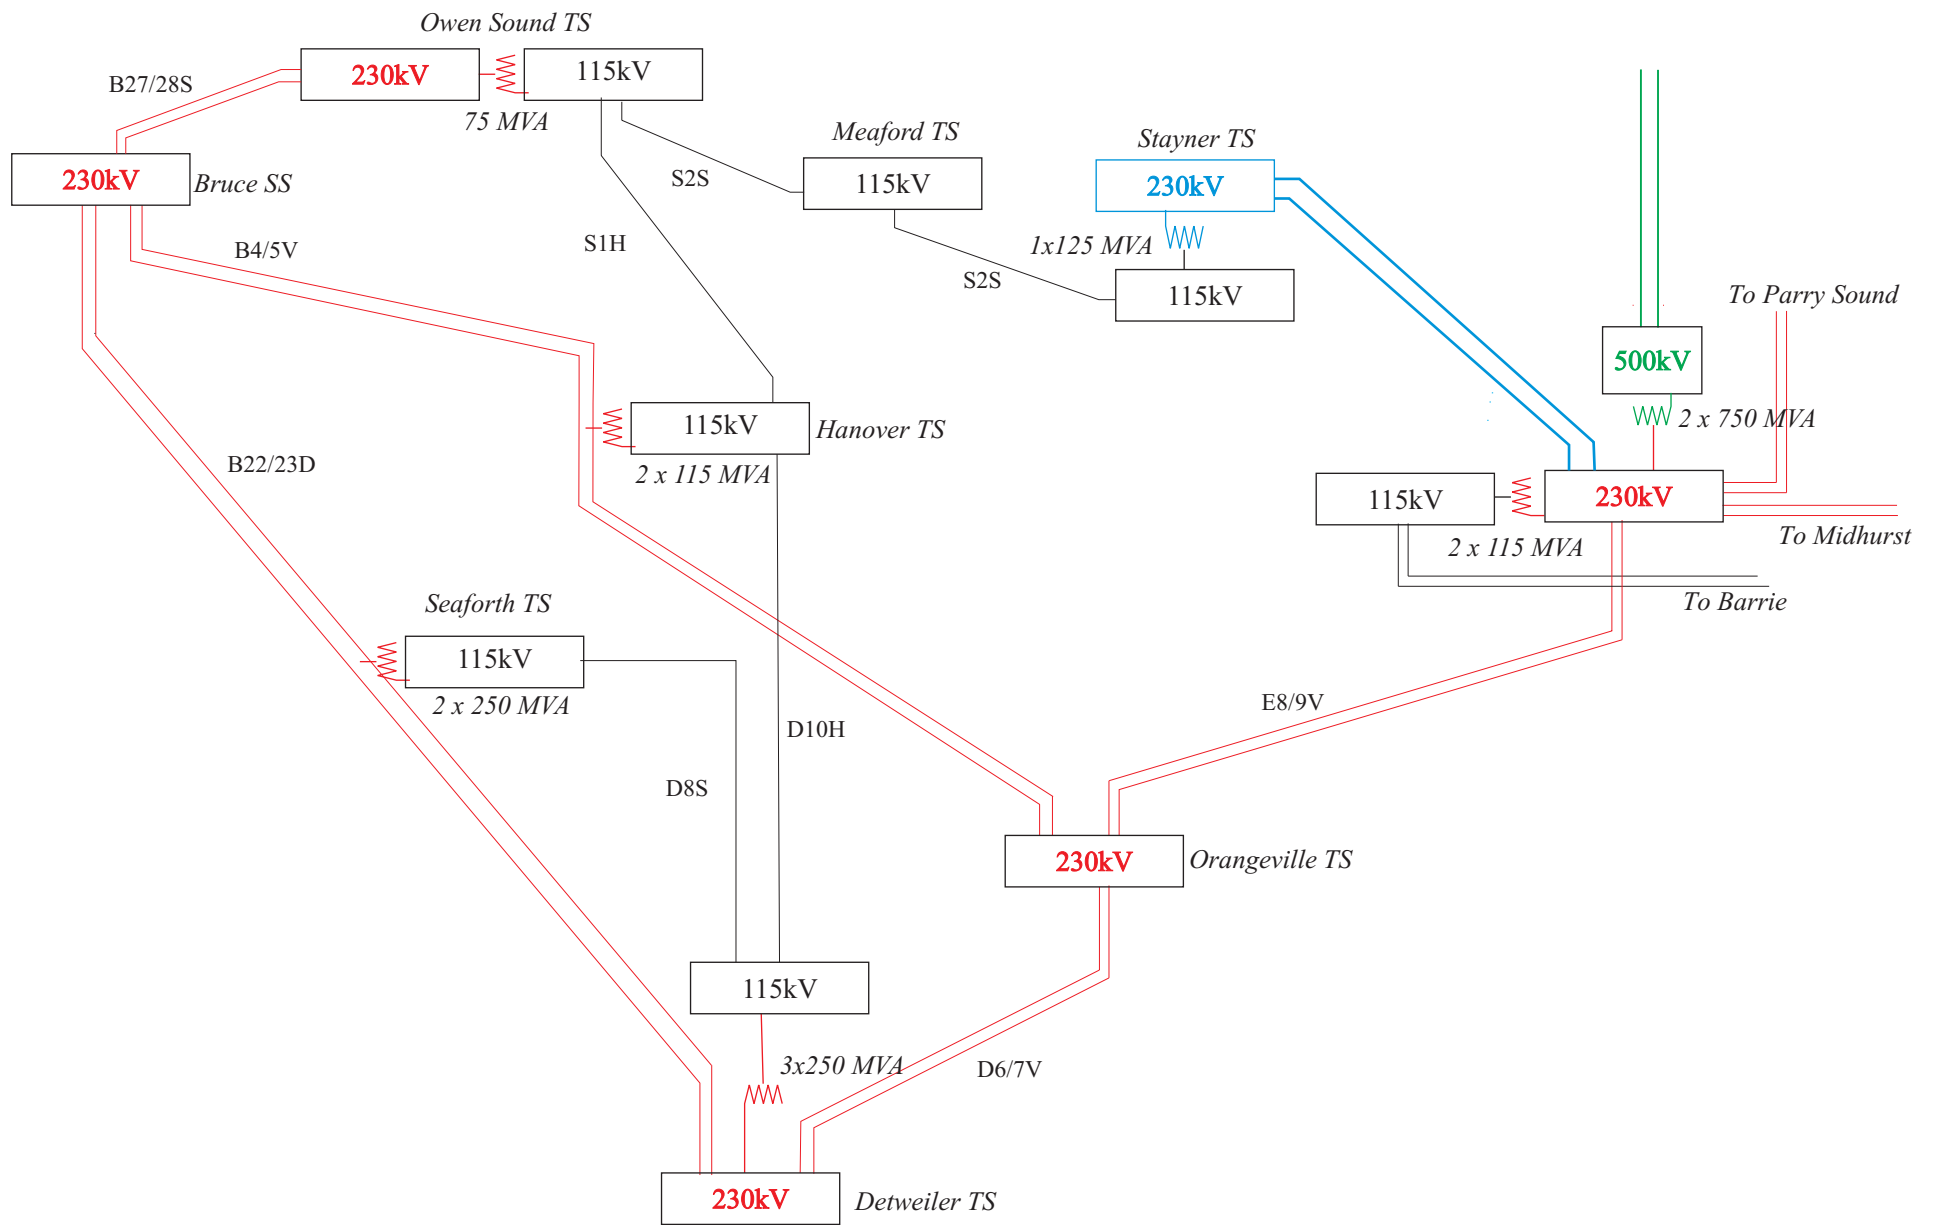 Owen Sound TS
230kV
115kV
B27/28S
75 MVA
Meaford TS
Stayner TS
230kV
Bruce SS
S2S
115kV
230kV
S1H
B4/5V
1x125 MVA
S2S
115kV
To Parry Sound
500kV
2 x 750 MVA
115kV
Hanover TS
2 x 115 MVA
B22/23D
115kV
230kV
2 x 115 MVA
To Midhurst
To Barrie
Seaforth TS
115kV
2 x 250 MVA
E8/9V
D10H
D8S
230kV
Orangeville TS
115kV
3x250 MVA
D6/7V
230kV
Detweiler TS